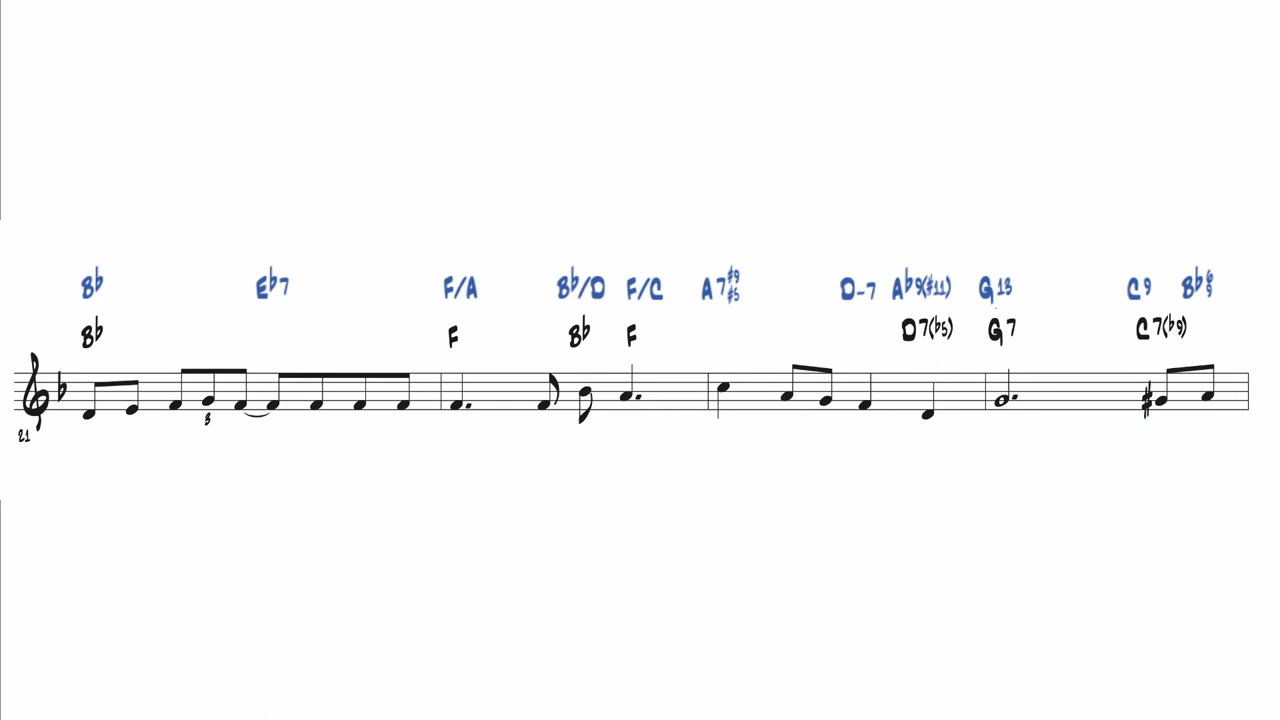 B♭ E♭7 F/A B♭/D F/C A7♯9♯5 D-7 A♭9(♯11) G13 C9 B♭6 9
B♭ F B♭ F D7(♭5) G7 C7(♭9)
3
21